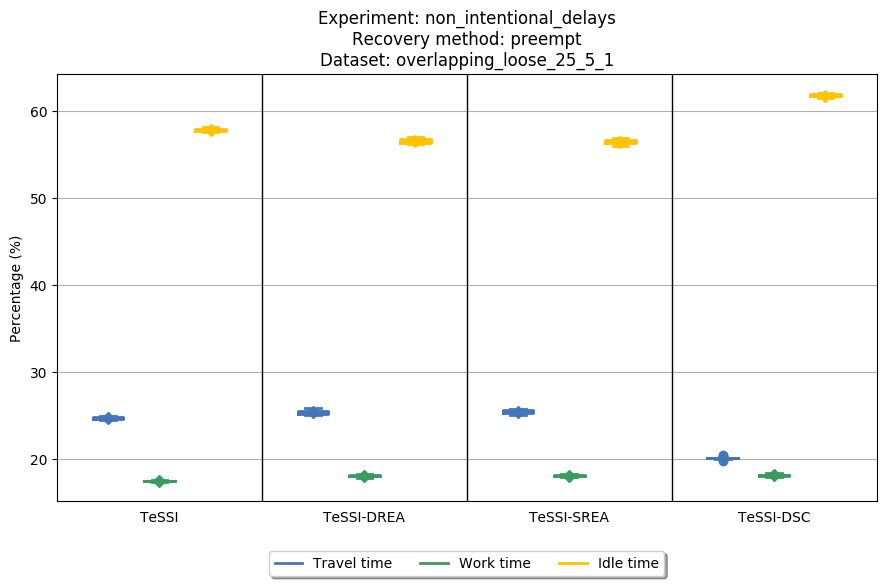 Experiment: non_intentional_delays
Recovery method: preempt
Dataset: overlapping_loose_25_5_1
Percentage (%)
60
50
40
30
20
TeSSI TeSSI-DREA TeSSI-SREA TeSSI-DSC
Travel time Work time Idle time